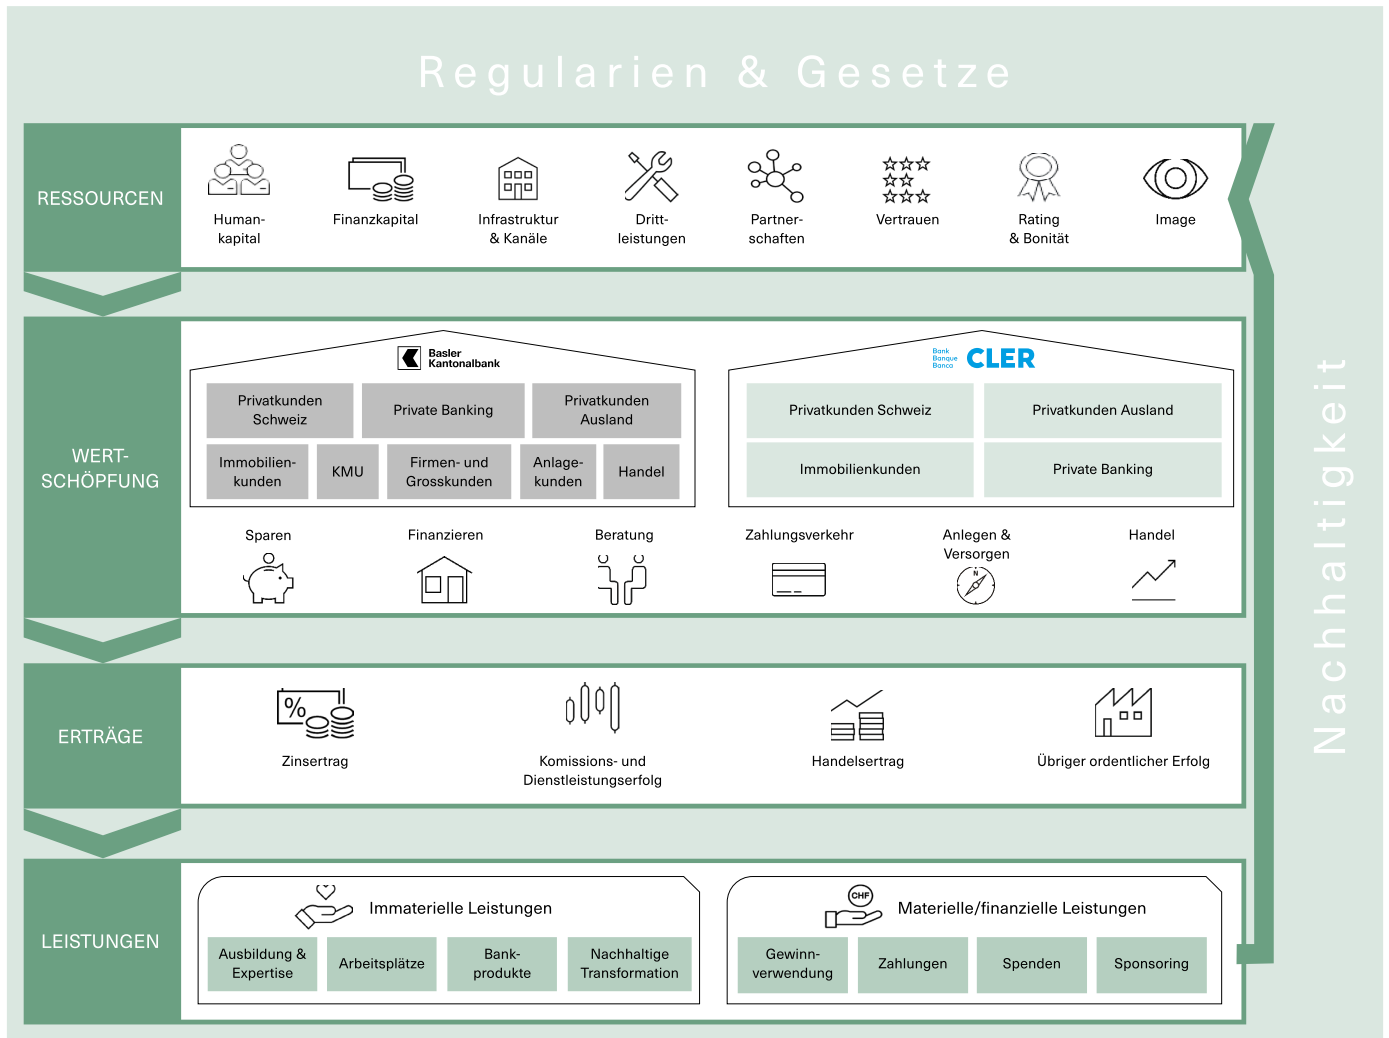 Regularien & Gesetze
RESSOURCEN
Human-
kapital
Finanzkapital
Infrastruktur
& Kanäle
Dritt-
leistungen
Partner-
schaften
Vertrauen
Rating
& Bonität
Image
WERT-
SCHÖPFUNG
Basler
Kantonalbank
Privatkunden
Schweiz
Private Banking
Privatkunden
Ausland
Immobilien-
kunden
KMU
Firmen- und
Grosskunden
Anlage-
kunden
Handel
Bank
Banque
Banca
CLER
Privatkunden Schweiz
Privatkunden Ausland
Immobilienkunden
Private Banking
Sparen
Finanzieren
Beratung
Zahlungsverkehr
Anlegen &
Versorgen
N
Handel
ERTRÄGE
%
Zinsertrag
Komissions- und
Dienstleistungserfolg
Handelsertrag
Übriger ordentlicher Erfolg
LEISTUNGEN
Immaterielle Leistungen
Ausbildung &
Expertise
Arbeitsplätze
Bank-
produkte
Nachhaltige
Transformation
CHF
Materielle/finanzielle Leistungen
Gewinn-
verwendung
Zahlungen
Spenden
Sponsoring
Nachhaltigkeit